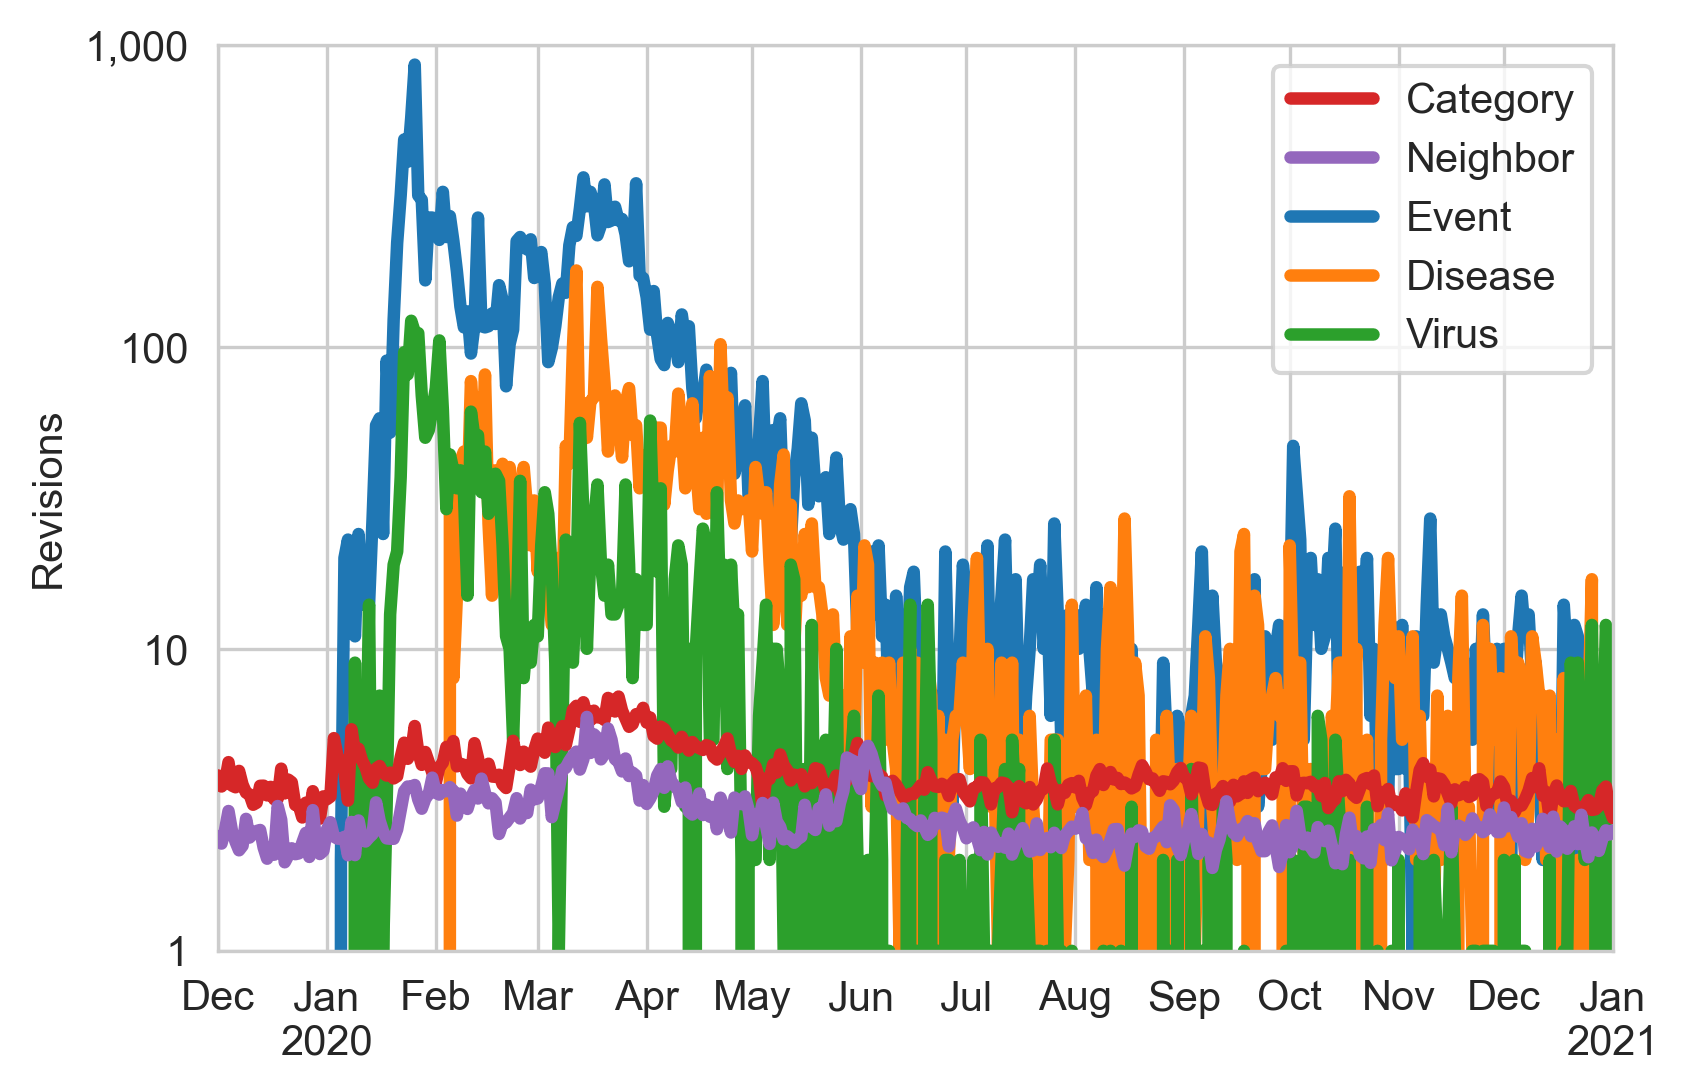 1,000
100
10
1
Revisions
Category
Neighbor
Event
Disease
Virus
Dec Jan Feb Mar Apr May Jun Jul Aug Sep Oct Nov Dec Jan
2020 2021